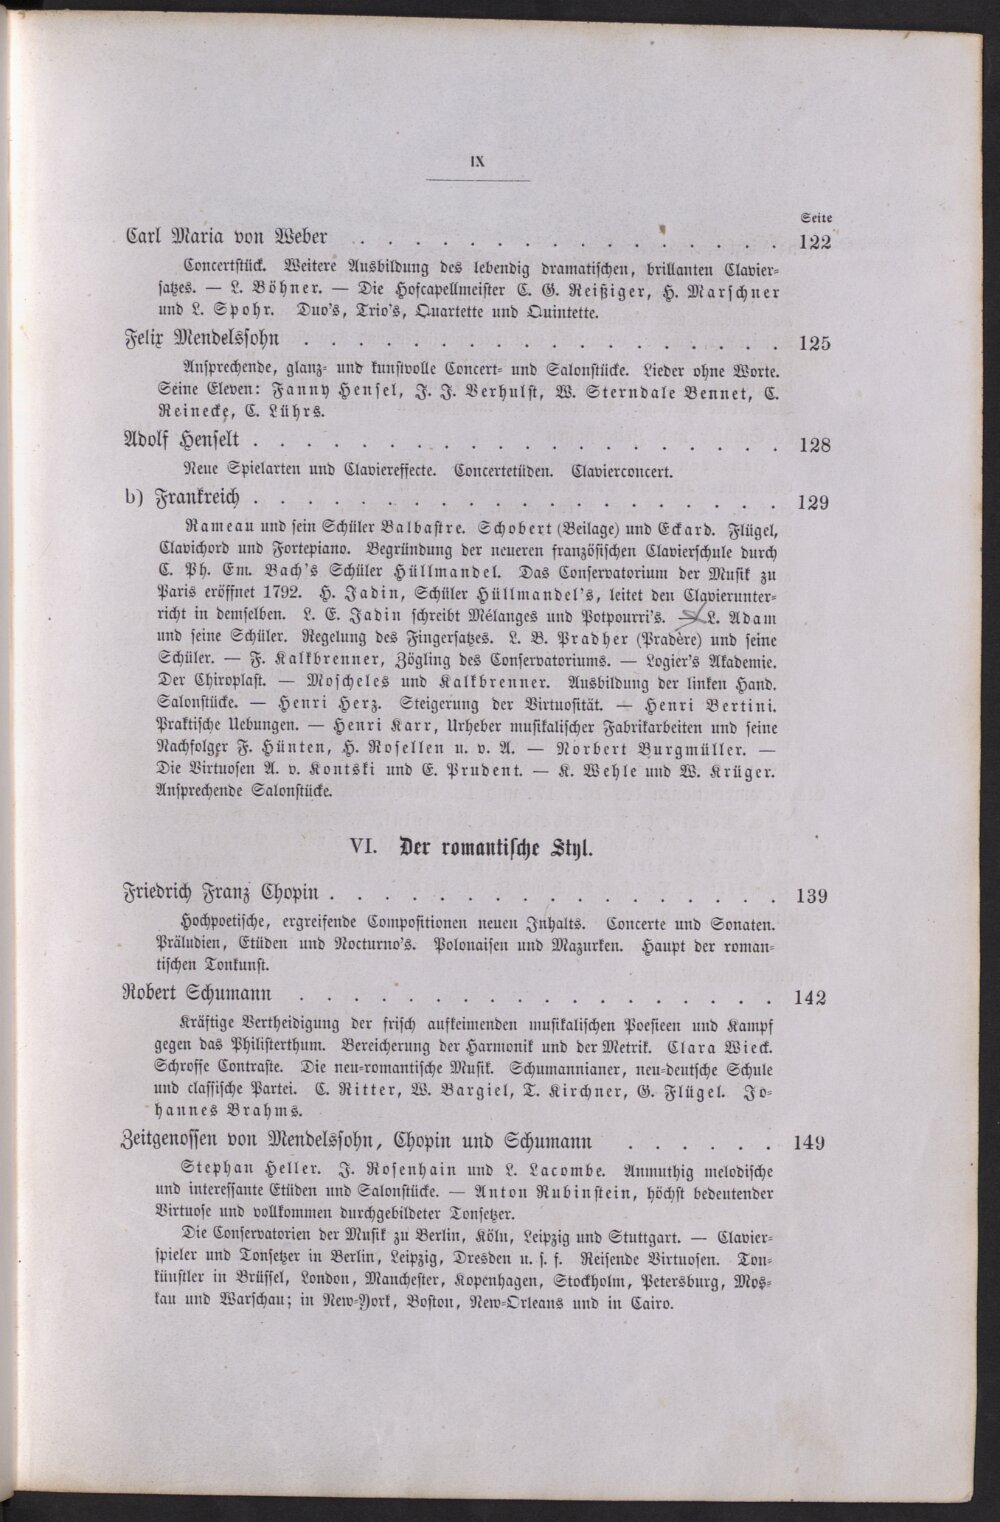 IX
Seite
Carl Maria von Weber . . . . . . . . . . . . . . . . 122
Concertstück. Weitere Ausbildung des lebendig dramatischen, brillanten Clavier-
satzes. — L. Böhner. — Die Hofcapellmeister C. G. Reißiger, H. Marschner
und L. Spohr. Duo's, Trio's, Quartette und Quintette.
Felix Mendelssohn . . . . . . . . . . . . . . . . . . 125
Ansprechende, glanz- und kunstvolle Concert- und Salonstücke. Lieder ohne Worte.
Seine Eleven: Fanny Hensel, J. J. Verhulst, W. Sterndale Bennet, C.
Reinecke, C. Lührs.
Adolf Henselt . . . . . . . . . . . . . . . . . . . . 128
Neue Spielarten und Claviereffecte. Concertetüden. Clavierconcert.
b) Frankreich . . . . . . . . . . . . . . . . . . . . 129
Rameau und sein Schüler Balbastre. Schobert (Beilage) und Eckard. Flügel,
Clavichord und Fortepiano. Begründung der neueren französischen Clavierschule durch
C. Ph. Em. Bach's Schüler Hüllmandel. Das Conservatorium der Musik zu
Paris eröffnet 1792. H. Jadin, Schüler Hüllmandel's, leitet den Clavierunter-
richt in demselben. L. E. Jadin schreibt Mélanges und Potpourri's. — L. Adam
und seine Schüler. Regelung des Fingersatzes. L. B. Pradher (Pradère) und seine
Schüler. — F. Kalkbrenner, Zögling des Conservatoriums. — Logier's Akademie.
Der Chiroplast. — Moscheles und Kalkbrenner. Ausbildung der linken Hand.
Salonstücke. — Henri Herz. Steigerung der Virtuosität. — Henri Bertini.
Praktische Uebungen. — Henri Karr, Urheber musikalischer Fabrikarbeiten und seine
Nachfolger F. Hünten, H. Rosellen u. v. A. — Norbert Burgmüller. —
Die Virtuosen A. v. Kontski und E. Prudent. — K. Wehle und W. Krüger.
Ansprechende Salonstücke.
VI. Der romantische Styl.
Friedrich Franz Chopin . . . . . . . . . . . . . . . . . 139
Hochpoetische, ergreifende Compositionen neuen Inhalts. Concerte und Sonaten.
Präludien, Etüden und Nocturno's. Polonaisen und Mazurken. Haupt der roman-
tischen Tonkunst.
Robert Schumann . . . . . . . . . . . . . . . . . . 142
Kräftige Vertheidigung der frisch aufkeimenden musikalischen Poesieen und Kampf
gegen das Philisterthum. Bereicherung der Harmonik und der Metrik. Clara Wieck.
Schroffe Contraste. Die neu-romantische Musik. Schumannianer, neu-deutsche Schule
und classische Partei. C. Ritter, W. Bargiel, T. Kirchner, G. Flügel. Jo-
hannes Brahms.
Zeitgenossen von Mendelssohn, Chopin und Schumann . . . . . . 149
Stephan Heller. J. Rosenhain und L. Lacombe. Anmuthig melodische
und interessante Etüden und Salonstücke. — Anton Rubinstein, höchst bedeutender
Virtuose und vollkommen durchgebildeter Tonsetzer.
Die Conservatorien der Musik zu Berlin, Köln, Leipzig und Stuttgart. — Clavier-
spieler und Tonsetzer in Berlin, Leipzig, Dresden u. s. f. Reisende Virtuosen. Ton-
künstler in Brüssel, London, Manchester, Kopenhagen, Stockholm, Petersburg, Mos-
kau und Warschau; in New-York, Boston, New-Orleans und in Cairo.